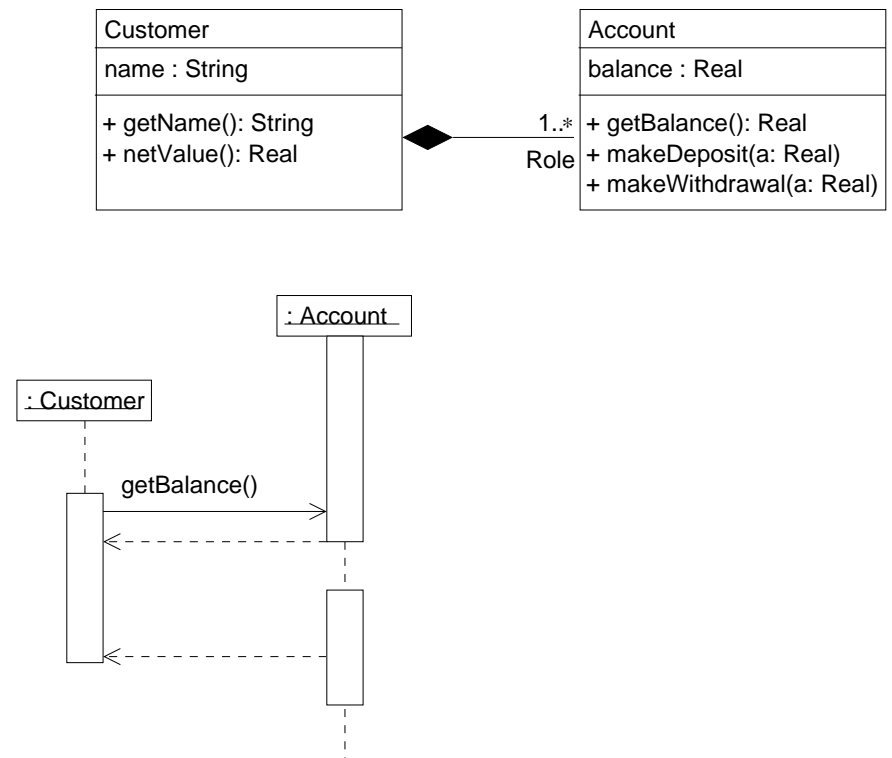 Customer
name : String
+ getName(): String
+ netValue(): Real
1..*
Role
Account
balance : Real
+ getBalance(): Real
+ makeDeposit(a: Real)
+ makeWithdrawal(a: Real)
: Account
: Customer
getBalance()